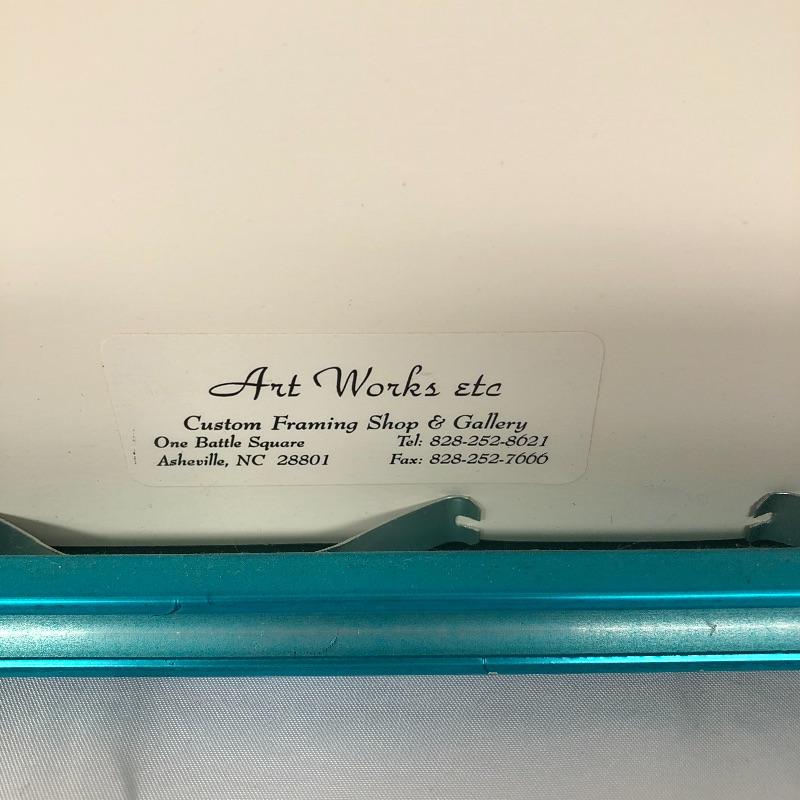 Art Works etc
Custom Framing Shop & Gallery
One Battle Square Tel: 828-252-8621
Asheville, NC 28801 Fax: 828-252-7666